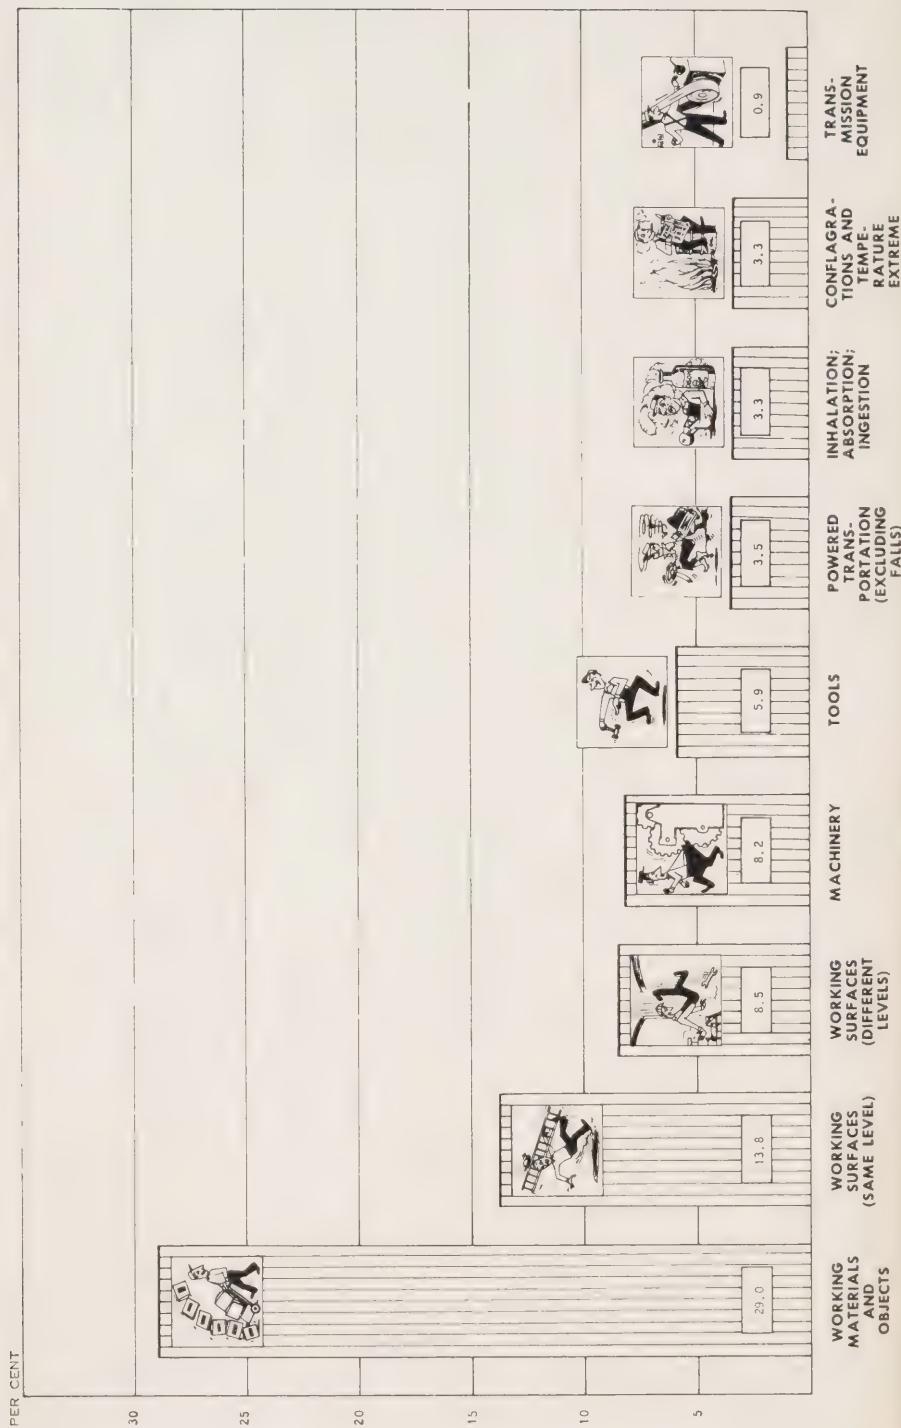 PER CENT
30
25
20
15
10
5
29.0
13.8
8.5
8.2
5.9
3.5
3.3
3.3
0.9
WORKING
MATERIALS
AND
OBJECTS
WORKING
SURFACES
(SAME LEVEL)
WORKING
SURFACES
(DIFFERENT
LEVELS)
MACHINERY
TOOLS
POWERED
TRANS-
PORTATION
(EXCLUDING
FALLS)
INHALATION;
ABSORPTION;
INGESTION
CONFLAGRA-
TIONS AND
TEMPE-
RATURE
EXTREME
TRANS-
MISSION
EQUIPMENT